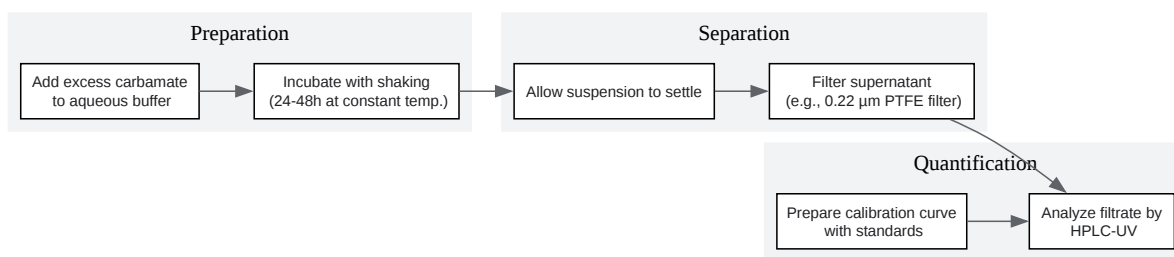 Preparation
Add excess carbamate
to aqueous buffer
Incubate with shaking
(24-48h at constant temp.)
Separation
Allow suspension to settle
Filter supernatant
(e.g., 0.22 µm PTFE filter)
Quantification
Prepare calibration curve
with standards
Analyze filtrate by
HPLC-UV